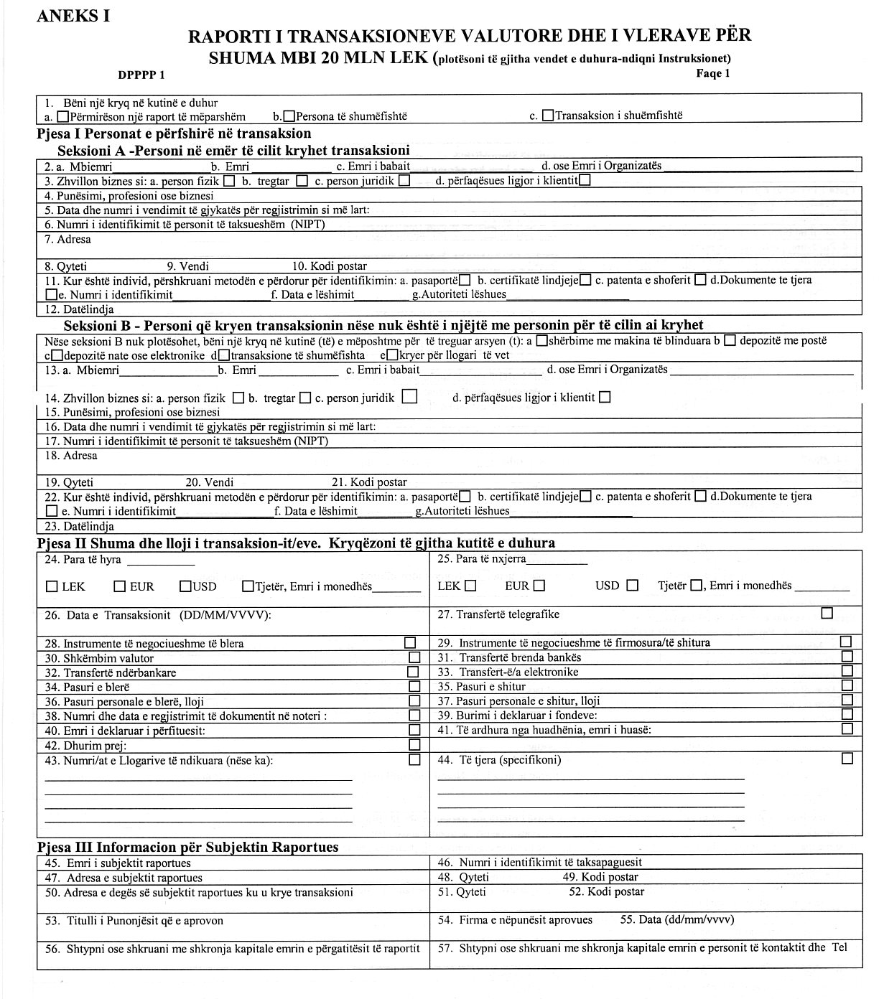 ANEKS I
RAPORTI I TRANSAKSIONEVE VALUTORE DHE I VLERAVE PËR
SHUMA MBI 20 MLN LEK (plotësoni të gjitha vendet e duhura-ndiqni Instruksionet)
DPPPP 1 Faqe 1
1. Bëni një kryq në kutinë e duhur
a. Përmirëson një raport të mëparshëm b. Persona të shumëfishtë c. Transaksion i shuëmfishtë
Pjesa I Personat e përfshirë në transaksion
Seksioni A -Personi në emër të cilit kryhet transaksioni
2. a. Mbiemri b. Emri c. Emri i babait d. ose Emri i Organizatës
3. Zhvillon biznes si: a. person fizik b. tregtar c. person juridik d. përfaqësues ligjor i klientit
4. Punësimi, profesioni ose biznesi
5. Data dhe numri i vendimit të gjykatës për regjistrimin si më lart:
6. Numri i identifikimit të personit të taksueshëm (NIPT)
7. Adresa
8. Qyteti 9. Vendi 10. Kodi postar
11. Kur është individ, përshkruani metodën e përdorur për identifikimin: a. pasaportë b. certifikatë lindjeje c. patenta e shoferit d.Dokumente te tjera
e. Numri i identifikimit f. Data e lëshimit g.Autoriteti lëshues
12. Datëlindja
Seksioni B - Personi që kryen transaksionin nëse nuk është i njëjtë me personin për të cilin ai kryhet
Nëse seksioni B nuk plotësohet, bëni një kryq në kutinë (të) e mëposhtme për të treguar arsyen (t): a shërbime me makina të blinduara b depozitë me postë
c depozitë nate ose elektronike d transaksione të shumëfishta e kryer për llogari të vet
13. a. Mbiemri b. Emri c. Emri i babait d. ose Emri i Organizatës
14. Zhvillon biznes si: a. person fizik b. tregtar c. person juridik d. përfaqësues ligjor i klientit
15. Punësimi, profesioni ose biznesi
16. Data dhe numri i vendimit të gjykatës për regjistrimin si më lart:
17. Numri i identifikimit të personit të taksueshëm (NIPT)
18. Adresa
19. Qyteti 20. Vendi 21. Kodi postar
22. Kur është individ, përshkruani metodën e përdorur për identifikimin: a. pasaportë b. certifikatë lindjeje c. patenta e shoferit d.Dokumente te tjera
e. Numri i identifikimit f. Data e lëshimit g.Autoriteti lëshues
23. Datëlindja
Pjesa II Shuma dhe lloji i transaksion-it/eve. Kryqëzoni të gjitha kutitë e duhura
24. Para të hyra 25. Para të nxjerra
LEK EUR USD Tjetër, Emri i monedhës LEK EUR USD Tjetër , Emri i monedhës
26. Data e Transaksionit (DD/MM/VVVV): 27. Transfertë telegrafike
28. Instrumente të negociueshme të blera 29. Instrumente të negociueshme të firmosura/të shitura
30. Shkëmbim valutor 31. Transfertë brenda bankës
32. Transfertë ndërbankare 33. Transfert-ë/a elektronike
34. Pasuri e blerë 35. Pasuri e shitur
36. Pasuri personale e blerë, lloji 37. Pasuri personale e shitur, lloji
38. Numri dhe data e regjistrimit të dokumentit në noteri : 39. Burimi i deklaruar i fondeve:
40. Emri i deklaruar i përfituesit: 41. Të ardhura nga huadhënia, emri i huasë:
42. Dhurim prej:
43. Numri/at e Llogarive të ndikuara (nëse ka): 44. Të tjera (specifikoni)
Pjesa III Informacion për Subjektin Raportues
45. Emri i subjektit raportues 46. Numri i identifikimit të taksapaguesit
47. Adresa e subjektit raportues 48. Qyteti 49. Kodi postar
50. Adresa e degës së subjektit raportues ku u krye transaksioni 51. Qyteti 52. Kodi postar
53. Titulli i Punonjësit që e aprovon 54. Firma e nëpunësit aprovues 55. Data (dd/mm/vvvv)
56. Shtypni ose shkruani me shkronja kapitale emrin e përgatitësit të raportit 57. Shtypni ose shkruani me shkronja kapitale emrin e personit të kontaktit dhe Tel